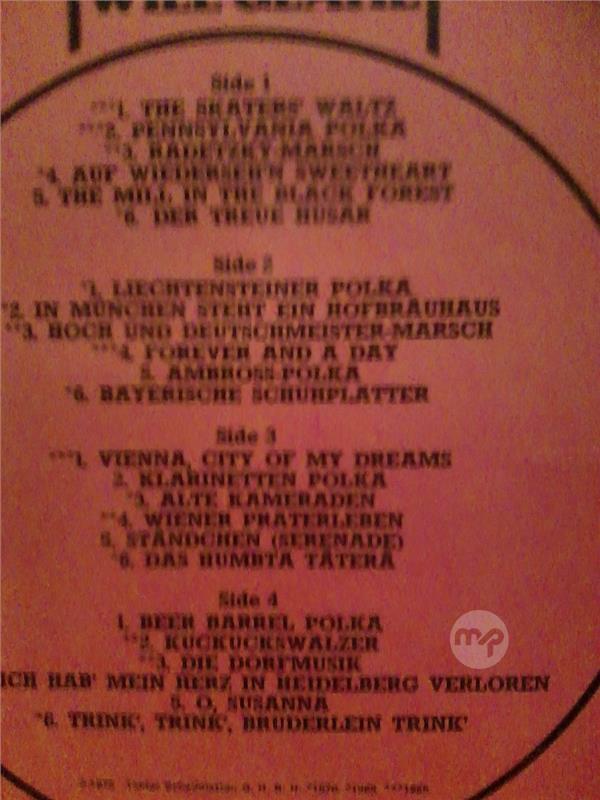 WILL GLAHÉ
Side 1
***1. THE SKATERS' WALTZ
***2. PENNSYLVANIA POLKA
**3. RADETZKY-MARSCH
*4. AUF WIEDERSEH'N SWEETHEART
5. THE MILL IN THE BLACK FOREST
*6. DER TREUE HUSAR
Side 2
*1. LIECHTENSTEINER POLKA
*2. IN MÜNCHEN STEHT EIN HOFBRÄUHAUS
**3. HOCH UND DEUTSCHMEISTER-MARSCH
***4. FOREVER AND A DAY
5. AMBROSS-POLKA
*6. BAYERISCHE SCHUHPLATTER
Side 3
***1. VIENNA, CITY OF MY DREAMS
2. KLARINETTEN POLKA
*3. ALTE KAMERADEN
**4. WIENER PRATERLEBEN
5. STÄNDCHEN (SERENADE)
*6. DAS HUMBTA TÄTERÄ
Side 4
1. BEER BARREL POLKA
**2. KUCKUCKSWALZER
**3. DIE DORFMUSIK
ICH HAB' MEIN HERZ IN HEIDELBERG VERLOREN
5. O, SUSANNA
*6. TRINK', TRINK', BRUDERLEIN TRINK'
mp